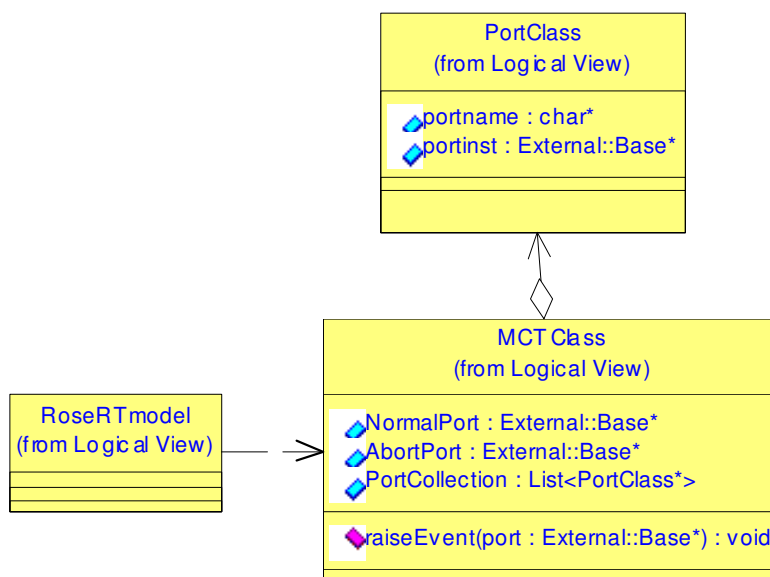 PortClass
(from Logical View)
portname : char*
portinst : External::Base*
MCTClass
(from Logical View)
NormalPort : External::Base*
AbortPort : External::Base*
PortCollection : List<PortClass*>
raiseEvent(port : External::Base*) : void
RoseRTmodel
(from Logical View)